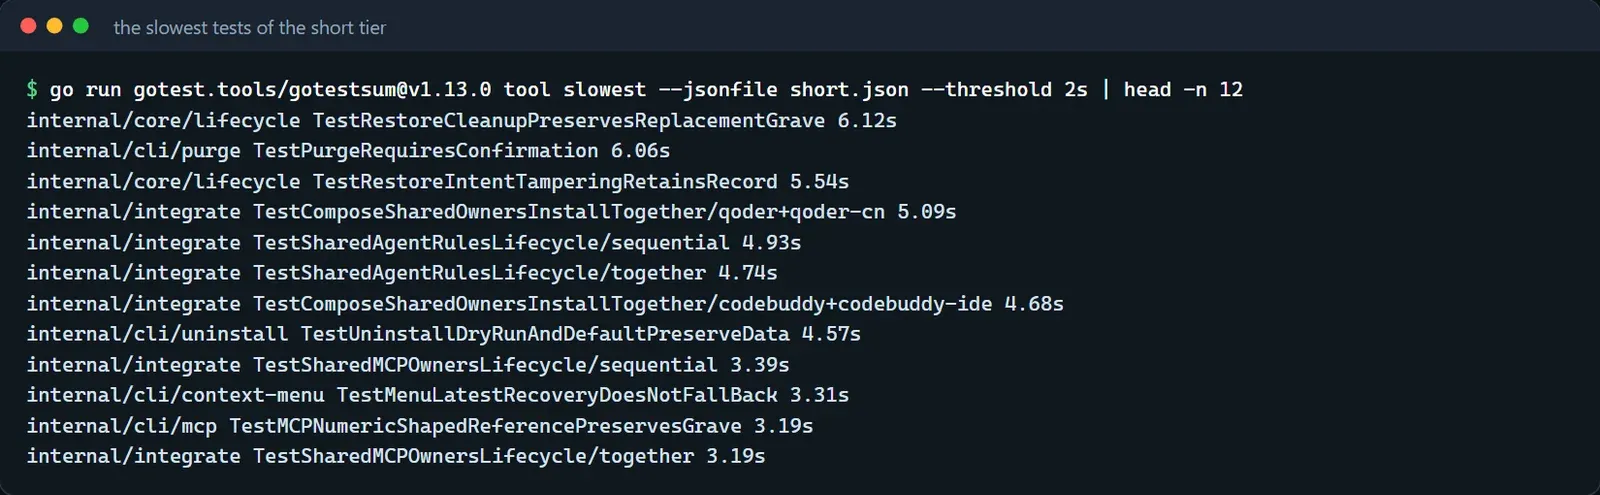 the slowest tests of the short tier
$ go run gotest.tools/gotestsum@v1.13.0 tool slowest --jsonfile short.json --threshold 2s | head -n 12
internal/core/lifecycle TestRestoreCleanupPreservesReplacementGrave 6.12s
internal/cli/purge TestPurgeRequiresConfirmation 6.06s
internal/core/lifecycle TestRestoreIntentTamperingRetainsRecord 5.54s
internal/integrate TestComposeSharedOwnersInstallTogether/qoder+qoder-cn 5.09s
internal/integrate TestSharedAgentRulesLifecycle/sequential 4.93s
internal/integrate TestSharedAgentRulesLifecycle/together 4.74s
internal/integrate TestComposeSharedOwnersInstallTogether/codebuddy+codebuddy-ide 4.68s
internal/cli/uninstall TestUninstallDryRunAndDefaultPreserveData 4.57s
internal/integrate TestSharedMCPOwnersLifecycle/sequential 3.39s
internal/cli/context-menu TestMenuLatestRecoveryDoesNotFallBack 3.31s
internal/cli/mcp TestMCPNumericShapedReferencePreservesGrave 3.19s
internal/integrate TestSharedMCPOwnersLifecycle/together 3.19s